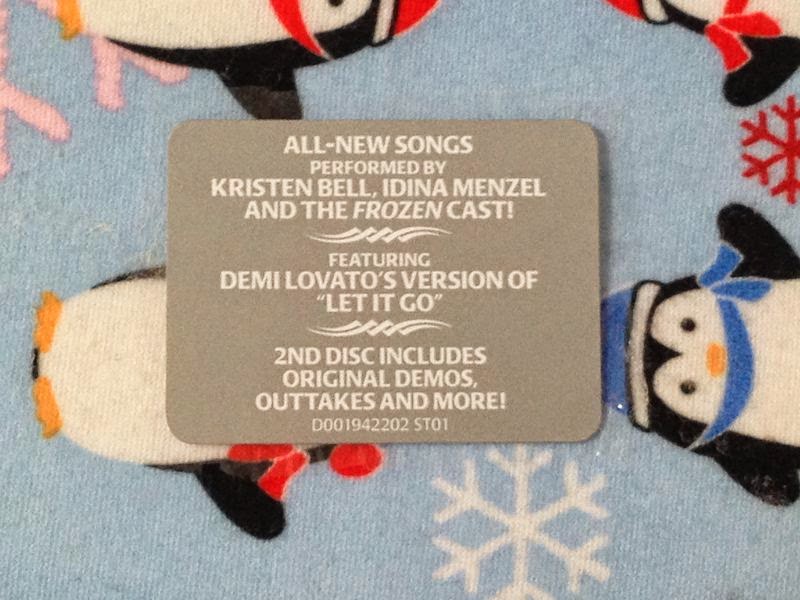 ALL-NEW SONGS
PERFORMED BY
KRISTEN BELL, IDINA MENZEL
AND THE FROZEN CAST!
FEATURING
DEMI LOVATO'S VERSION OF
"LET IT GO"
2ND DISC INCLUDES
ORIGINAL DEMOS,
OUTTAKES AND MORE!
D001942202 ST01